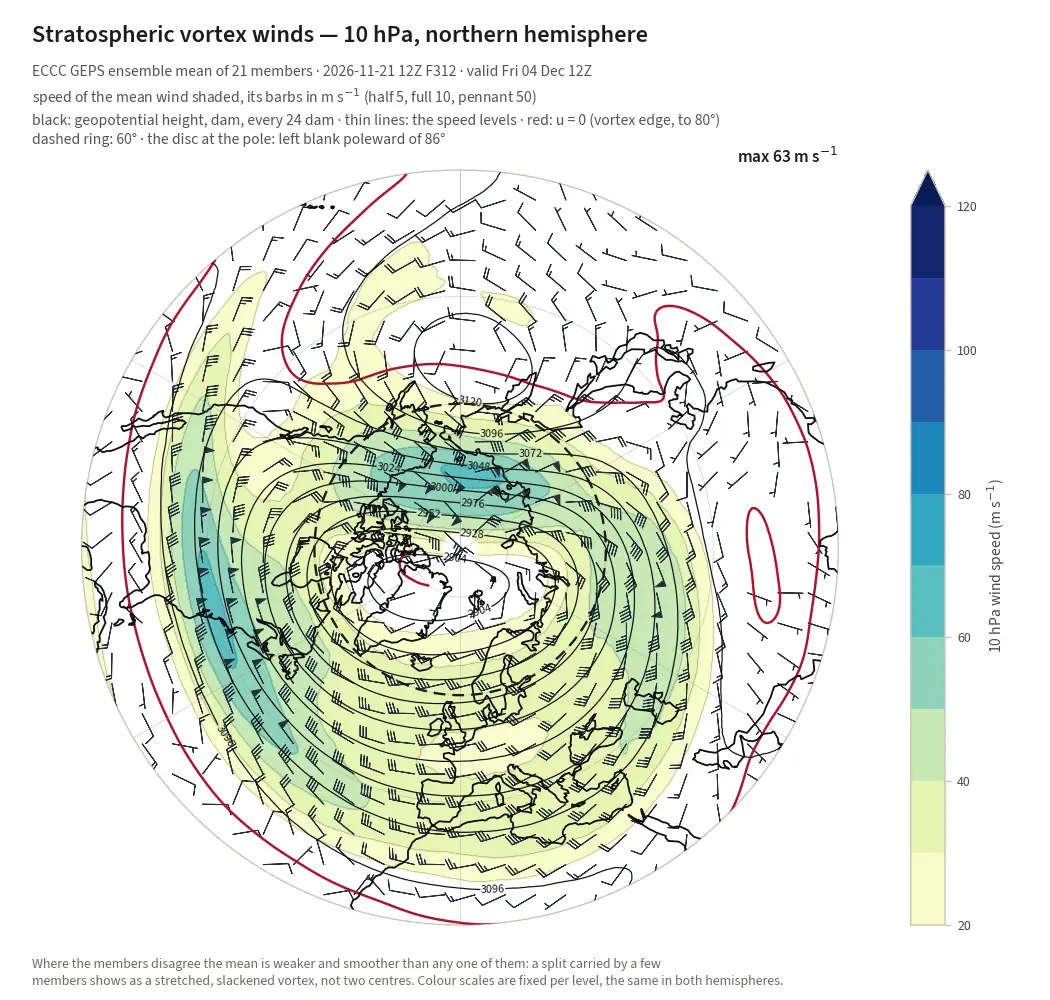 Stratospheric vortex winds — 10 hPa, northern hemisphere
ECCC GEPS ensemble mean of 21 members · 2026-11-21 12Z F312 · valid Fri 04 Dec 12Z
speed of the mean wind shaded, its barbs in m s⁻¹ (half 5, full 10, pennant 50)
black: geopotential height, dam, every 24 dam · thin lines: the speed levels · red: u = 0 (vortex edge, to 80°)
dashed ring: 60° · the disc at the pole: left blank poleward of 86°
max 63 m s⁻¹
120
100
80
60
40
20
10 hPa wind speed (m s⁻¹)
3120
3096
3072
3024
3048
3000
2976
2952
2928
2904
2904
3096
3096
Where the members disagree the mean is weaker and smoother than any one of them: a split carried by a few
members shows as a stretched, slackened vortex, not two centres. Colour scales are fixed per level, the same in both hemispheres.